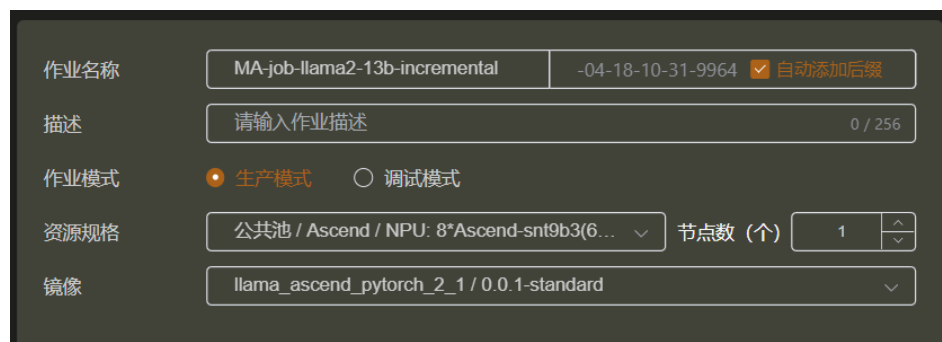 作业名称 MA-job-llama2-13b-incremental -04-18-10-31-9964 自动添加后缀
描述 请输入作业描述 0 / 256
作业模式 生产模式 调试模式
资源规格 公共池 / Ascend / NPU: 8*Ascend-snt9b3(6... 节点数（个） 1
镜像 llama_ascend_pytorch_2_1 / 0.0.1-standard